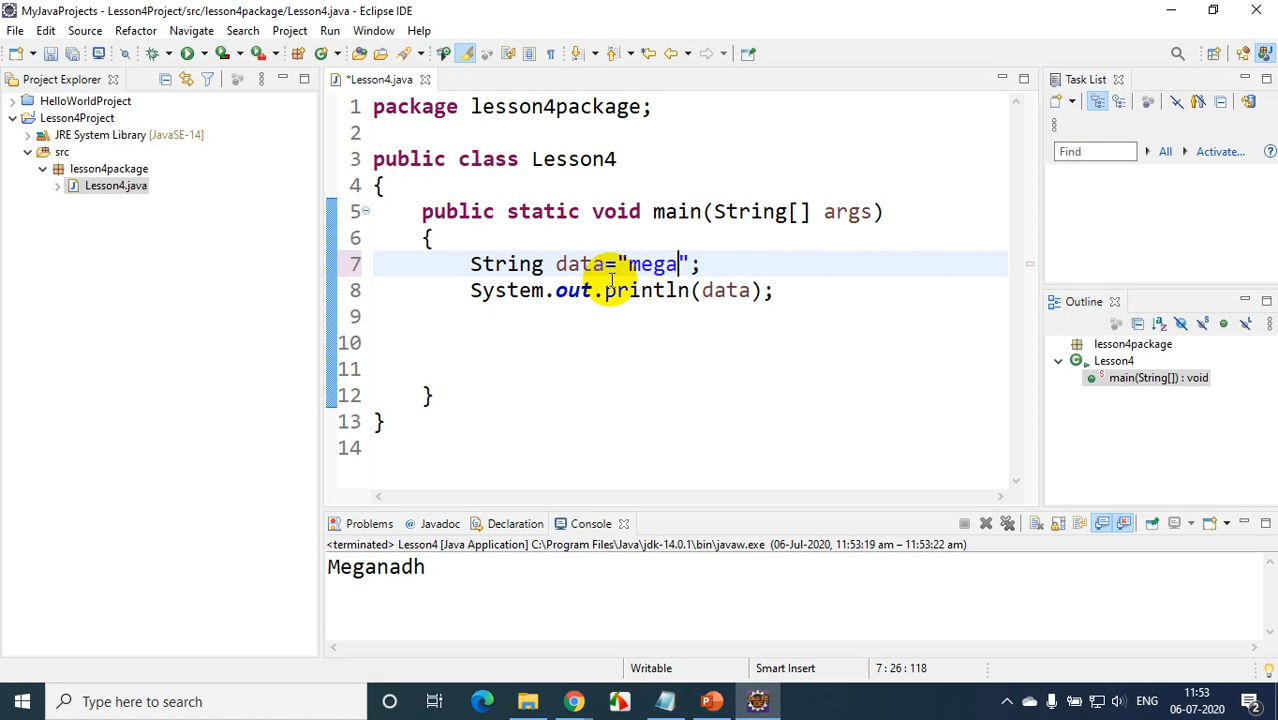 MyJavaProjects - Lesson4Project/src/lesson4package/Lesson4.java - Eclipse IDE
File Edit Source Refactor Navigate Search Project Run Window Help
Project Explorer
HelloWorldProject
Lesson4Project
JRE System Library [JavaSE-14]
src
lesson4package
Lesson4.java
*Lesson4.java
1 package lesson4package;
2
3 public class Lesson4
4 {
5 public static void main(String[] args)
6 {
7 String data="mega";
8 System.out.println(data);
9
10
11
12 }
13 }
14
Task List
Find All Activate...
Outline
lesson4package
Lesson4
main(String[]) : void
Problems Javadoc Declaration Console
<terminated> Lesson4 [Java Application] C:\Program Files\Java\jdk-14.0.1\bin\javaw.exe (06-Jul-2020, 11:53:19 am – 11:53:22 am)
Meganadh
Writable Smart Insert 7 : 26 : 118
Type here to search
ENG
11:53
06-07-2020
2